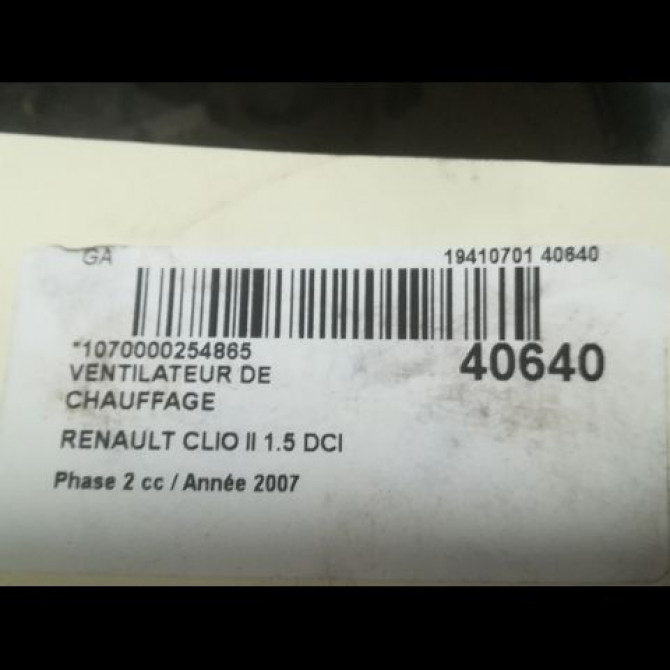 GA 19410701 40640
*1070000254865 40640
VENTILATEUR DE
CHAUFFAGE
RENAULT CLIO II 1.5 DCI
Phase 2 cc / Année 2007